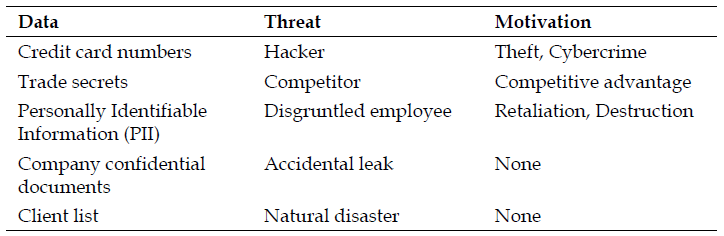 Data Threat Motivation
Credit card numbers Hacker Theft, Cybercrime
Trade secrets Competitor Competitive advantage
Personally Identifiable Disgruntled employee Retaliation, Destruction
Information (PII)
Company confidential Accidental leak None
documents
Client list Natural disaster None